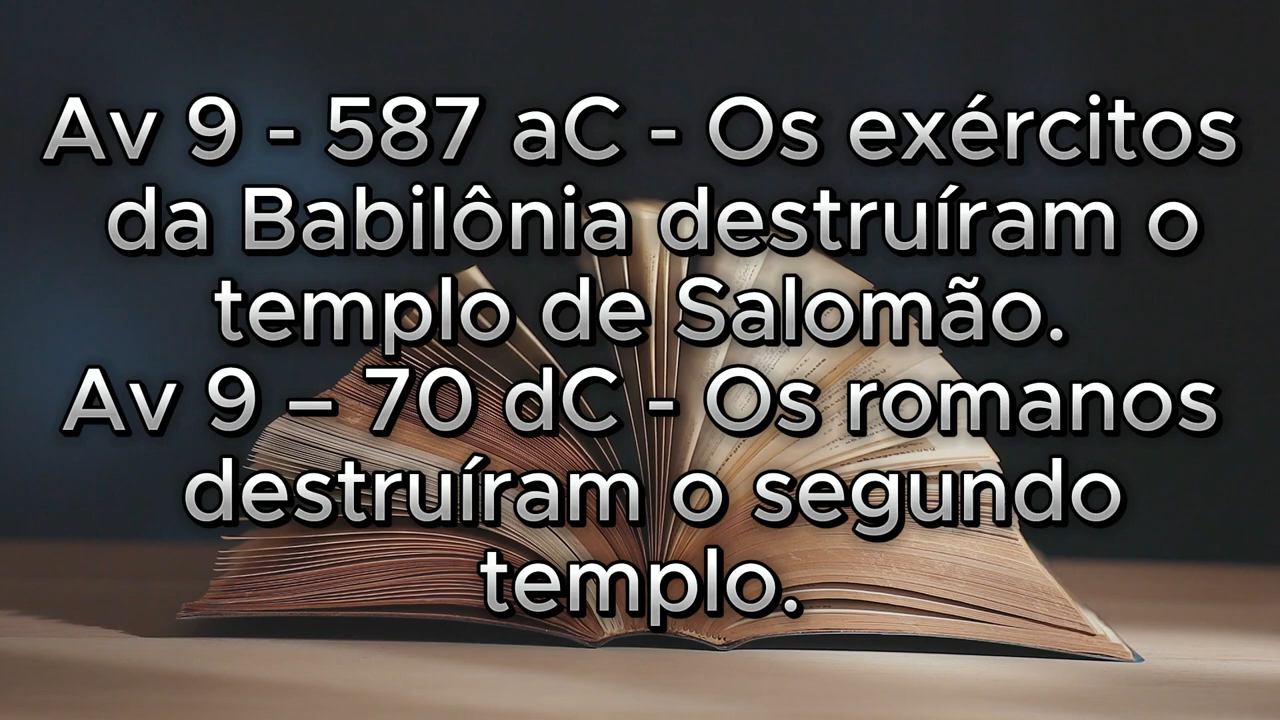 Av 9 - 587 aC - Os exércitos
da Babilônia destruíram o
templo de Salomão.
Av 9 – 70 dC - Os romanos
destruíram o segundo
templo.